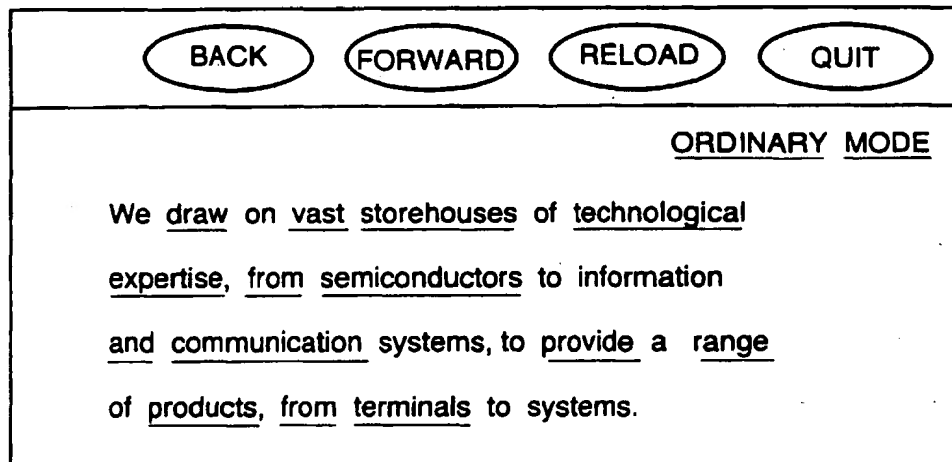 BACK FORWARD RELOAD QUIT
ORDINARY MODE
We draw on vast storehouses of technological
expertise, from semiconductors to information
and communication systems, to provide a range
of products, from terminals to systems.